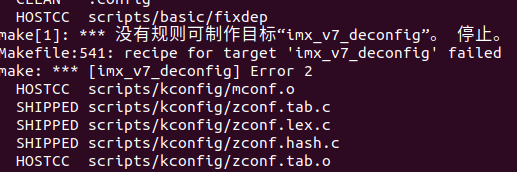 CLEAN .config
HOSTCC scripts/basic/fixdep
make[1]: *** 没有规则可制作目标“imx_v7_deconfig”。 停止。
Makefile:541: recipe for target 'imx_v7_deconfig' failed
make: *** [imx_v7_deconfig] Error 2
HOSTCC scripts/kconfig/mconf.o
SHIPPED scripts/kconfig/zconf.tab.c
SHIPPED scripts/kconfig/zconf.lex.c
SHIPPED scripts/kconfig/zconf.hash.c
HOSTCC scripts/kconfig/zconf.tab.o